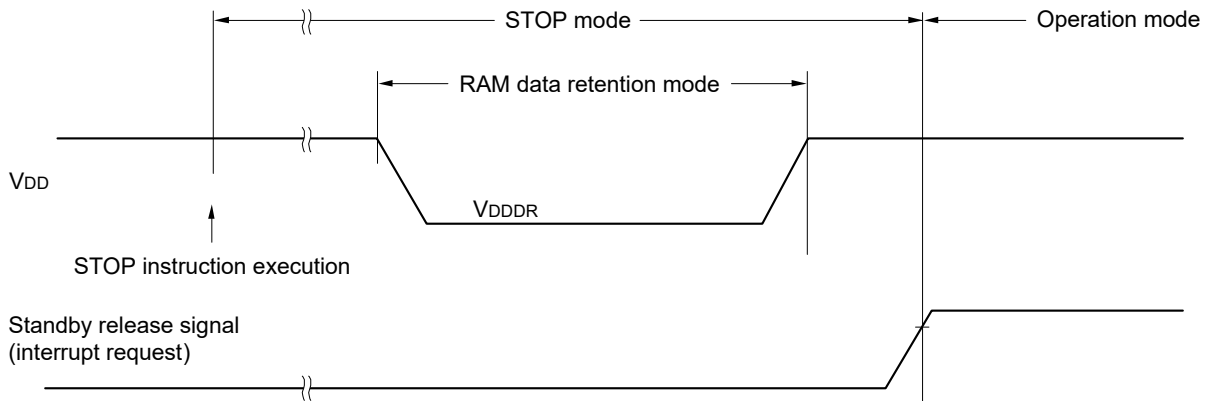 STOP mode
Operation mode
RAM data retention mode
VDD
VDDDR
STOP instruction execution
Standby release signal
(interrupt request)